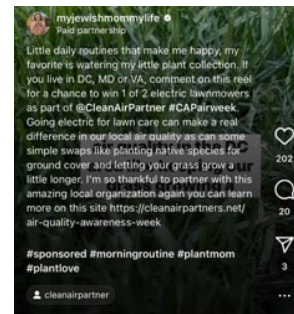 myjewishmommylife
Paid partnership
Little daily routines that make me happy, my
favorite is watering my little plant collection. If
you live in DC, MD or VA, comment on this reel
for a chance to win 1 of 2 electric lawnmowers
as part of @CleanAirPartner #CAPairweek.
Going electric for lawn care can make a real
difference in our local air quality as can some
simple swaps like planting native species for
ground cover and letting your grass grow a
little longer. I'm so thankful to partner with this
amazing local organization again you can learn
more on this site https://cleanairpartners.net/
air-quality-awareness-week
#sponsored #morningroutine #plantmom
#plantlove
cleanairpartner
202
20
3